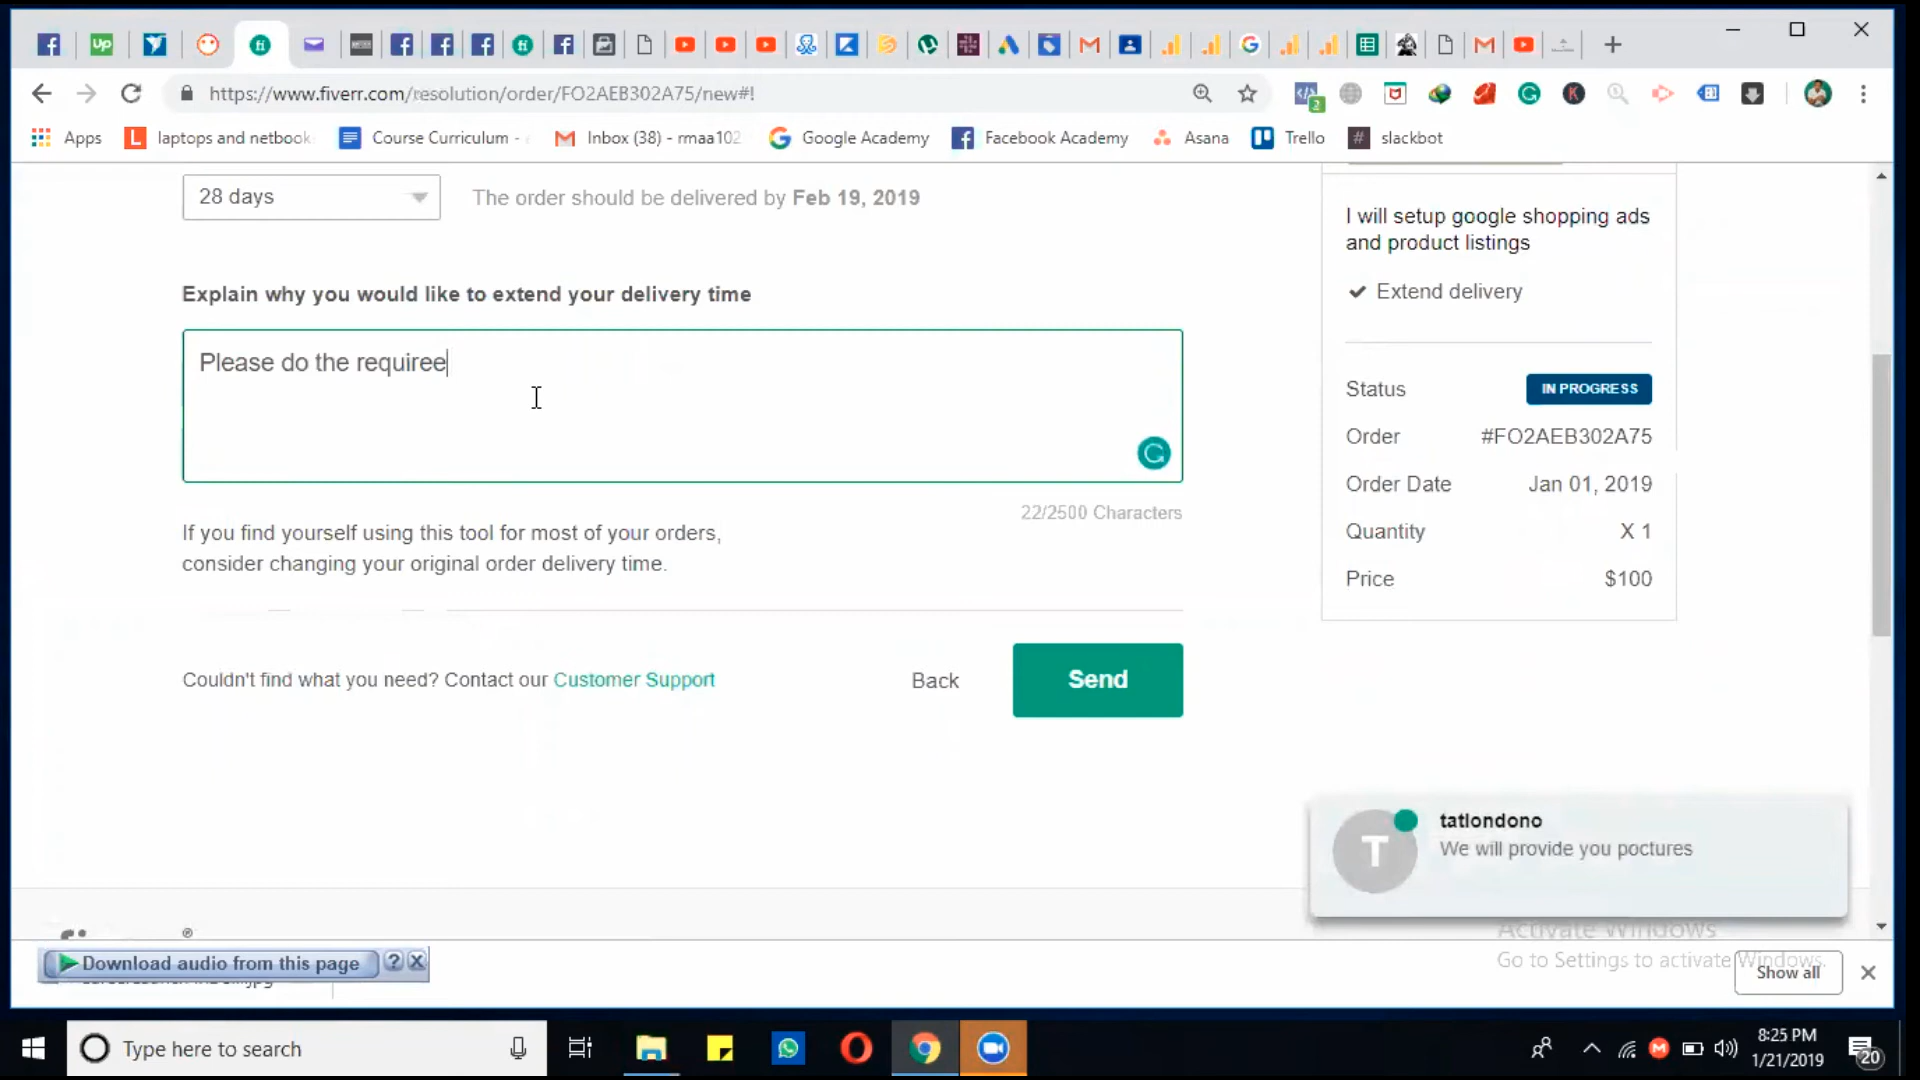 https://www.fiverr.com/resolution/order/FO2AEB302A75/new#!
Apps
laptops and netbook
Course Curriculum -
Inbox (38) - rmaa102
Google Academy
Facebook Academy
Asana
Trello
slackbot
28 days
The order should be delivered by Feb 19, 2019
Explain why you would like to extend your delivery time
Please do the requiree
22/2500 Characters
If you find yourself using this tool for most of your orders,
consider changing your original order delivery time.
Couldn't find what you need? Contact our Customer Support
Back
Send
I will setup google shopping ads
and product listings
Extend delivery
Status IN PROGRESS
Order #FO2AEB302A75
Order Date Jan 01, 2019
Quantity X 1
Price $100
T
tatlondono
We will provide you poctures
Activate Windows
Go to Settings to activate Windows.
Download audio from this page
Show all
Type here to search
8:25 PM
1/21/2019
20